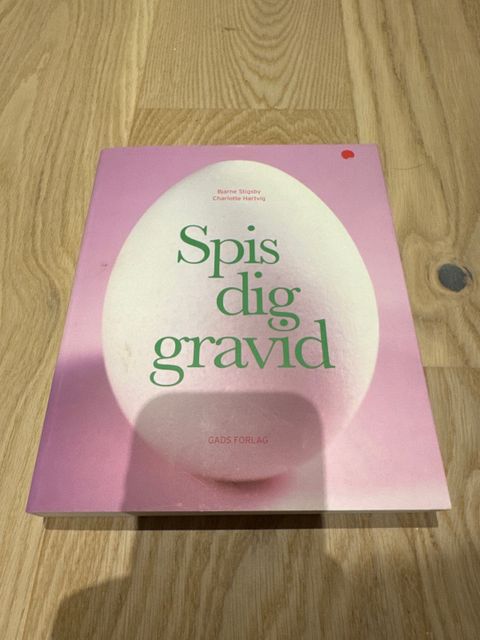 Bjarne Stigsby
Charlotte Hartvig
Spis
dig
gravid
GADS FORLAG